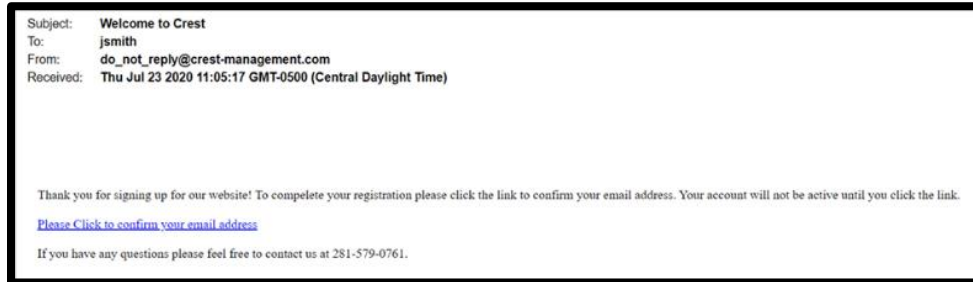 Subject: Welcome to Crest
To: jsmith
From: do_not_reply@crest-management.com
Received: Thu Jul 23 2020 11:05:17 GMT-0500 (Central Daylight Time)
Thank you for signing up for our website! To compelete your registration please click the link to confirm your email address. Your account will not be active until you click the link.
Please Click to confirm your email address
If you have any questions please feel free to contact us at 281-579-0761.